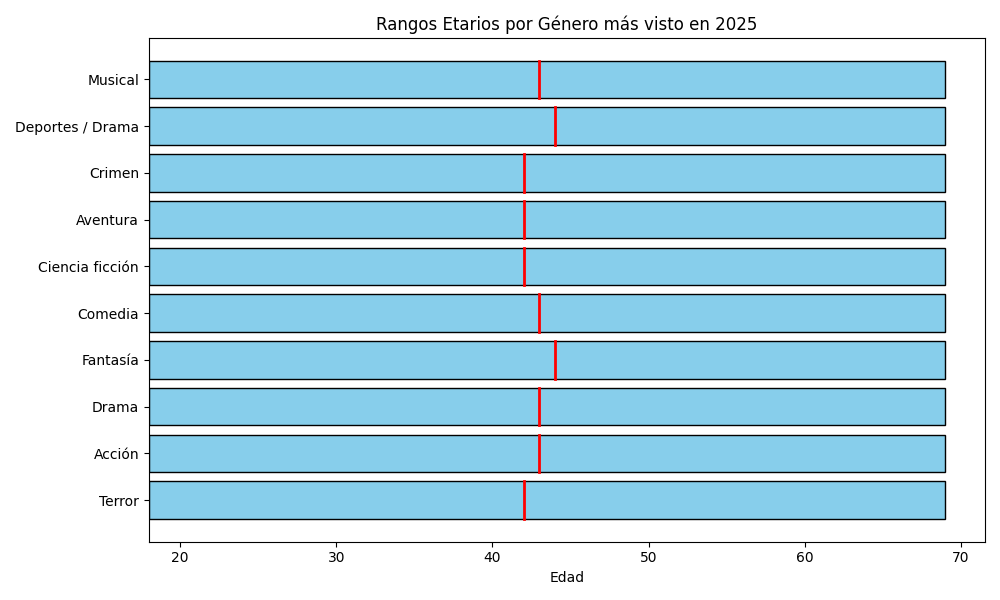 Rangos Etarios por Género más visto en 2025
Musical
Deportes / Drama
Crimen
Aventura
Ciencia ficción
Comedia
Fantasía
Drama
Acción
Terror
20 30 40 50 60 70
Edad